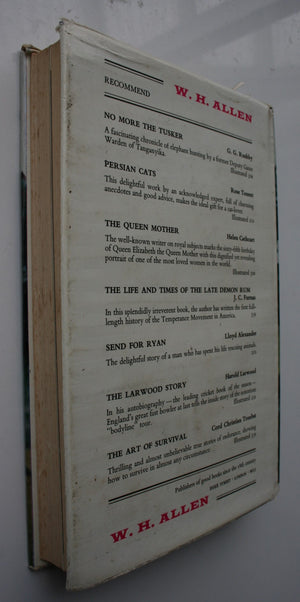 RECOMMEND
W. H. ALLEN
NO MORE THE TUSKER
G. G. Rushby
A fascinating chronicle of elephant hunting by a former Deputy Game
Warden of Tanganyika.
Illustrated
PERSIAN CATS
Rose Tenent
This delightful work by an acknowledged expert, full of charming
anecdotes and good advice, makes the ideal gift for a cat-lover.
Illustrated
THE QUEEN MOTHER
Helen Cathcart
The well-known writer on royal subjects marks the sixty-fifth birthday
of Queen Elizabeth the Queen Mother with this dignified yet revealing
portrait of one of the most loved women in the world.
Illustrated
THE LIFE AND TIMES OF THE LATE DEMON RUM
J. C. Furnas
In this splendidly irreverent book, the author has written the first full-
length history of the Temperance Movement in America.
SEND FOR RYAN
Lloyd Alexander
The delightful story of a man who has spent his life rescuing animals.
THE LARWOOD STORY
Harold Larwood
In his autobiography—the leading cricket book of the season—
England's great fast bowler at last tells the inside story of the notorious
"bodyline" tour.
Illustrated
THE ART OF SURVIVAL
Cord Christian Troebst
Thrilling and almost unbelievable true stories of endurance, showing
how to survive in almost any circumstance.
Illustrated
Publishers of good books since the 18th century
ESSEX STREET · LONDON · WC2
W. H. ALLEN